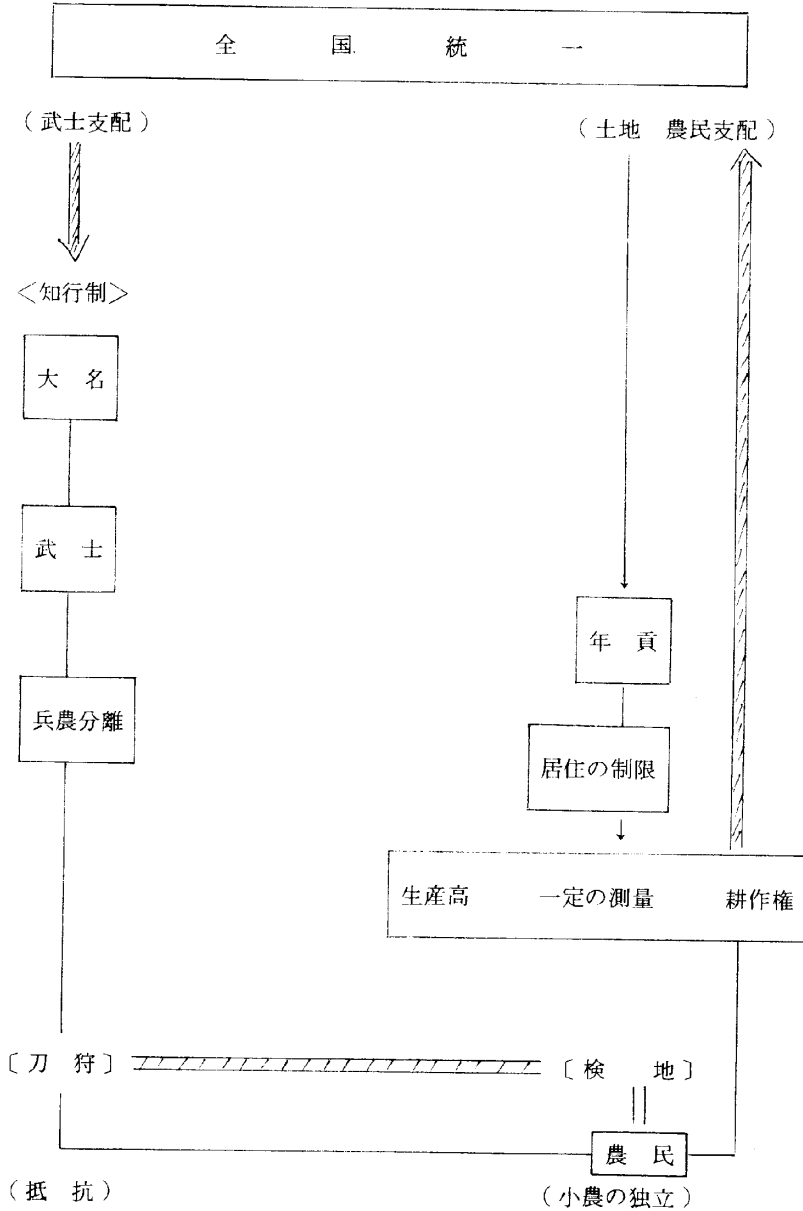 全国統一
（武士支配）
（土地　農民支配）
＜知行制＞
大名
武士
年貢
兵農分離
居住の制限
生産高　一定の測量　耕作権
〔刀狩〕
〔検地〕
農民
（抵抗）
（小農の独立）